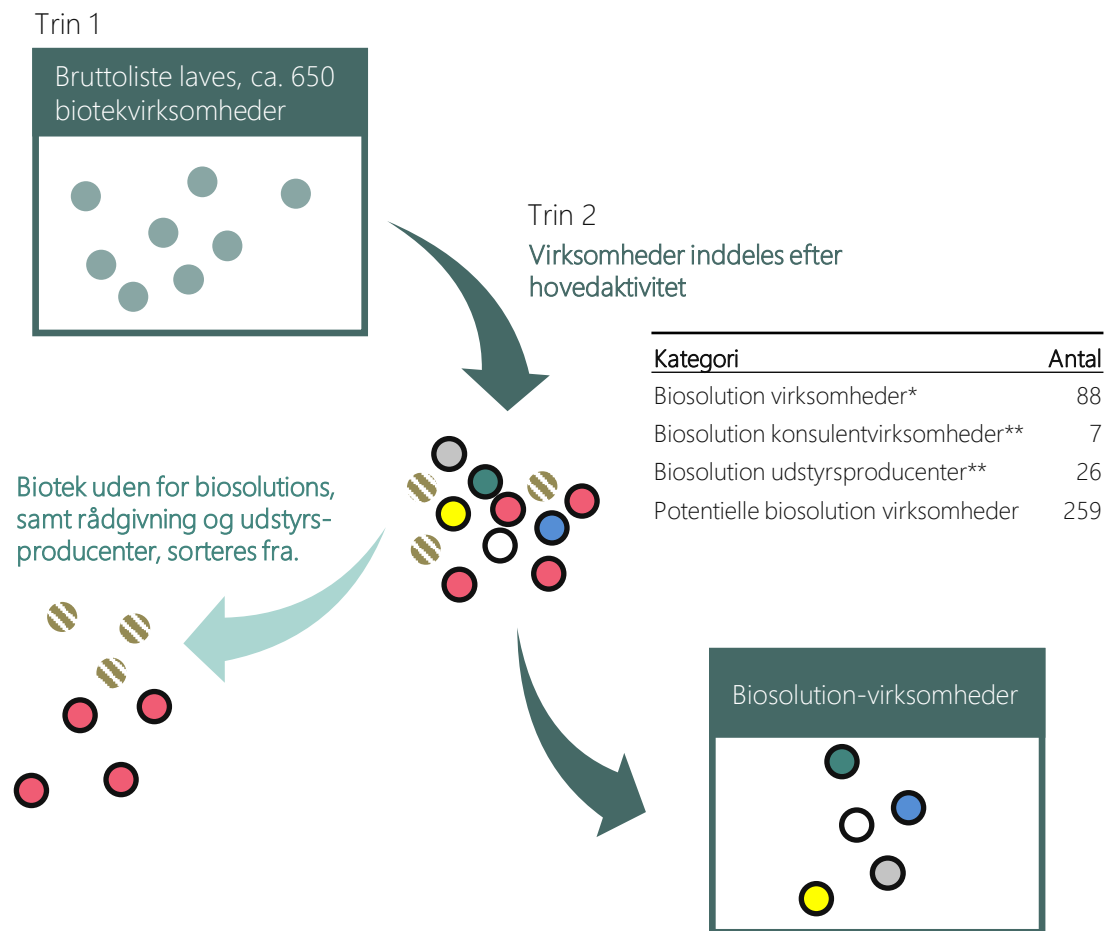 Trin 1
Bruttoliste laves, ca. 650
biotekvirksomheder
Trin 2
Virksomheder inddeles efter
hovedaktivitet
Kategori Antal
Biosolution virksomheder* 88
Biosolution konsulentvirksomheder** 7
Biosolution udstyrsproducenter** 26
Potentielle biosolution virksomheder 259
Biotek uden for biosolutions,
samt rådgivning og udstyrs-
producenter, sorteres fra.
Biosolution-virksomheder